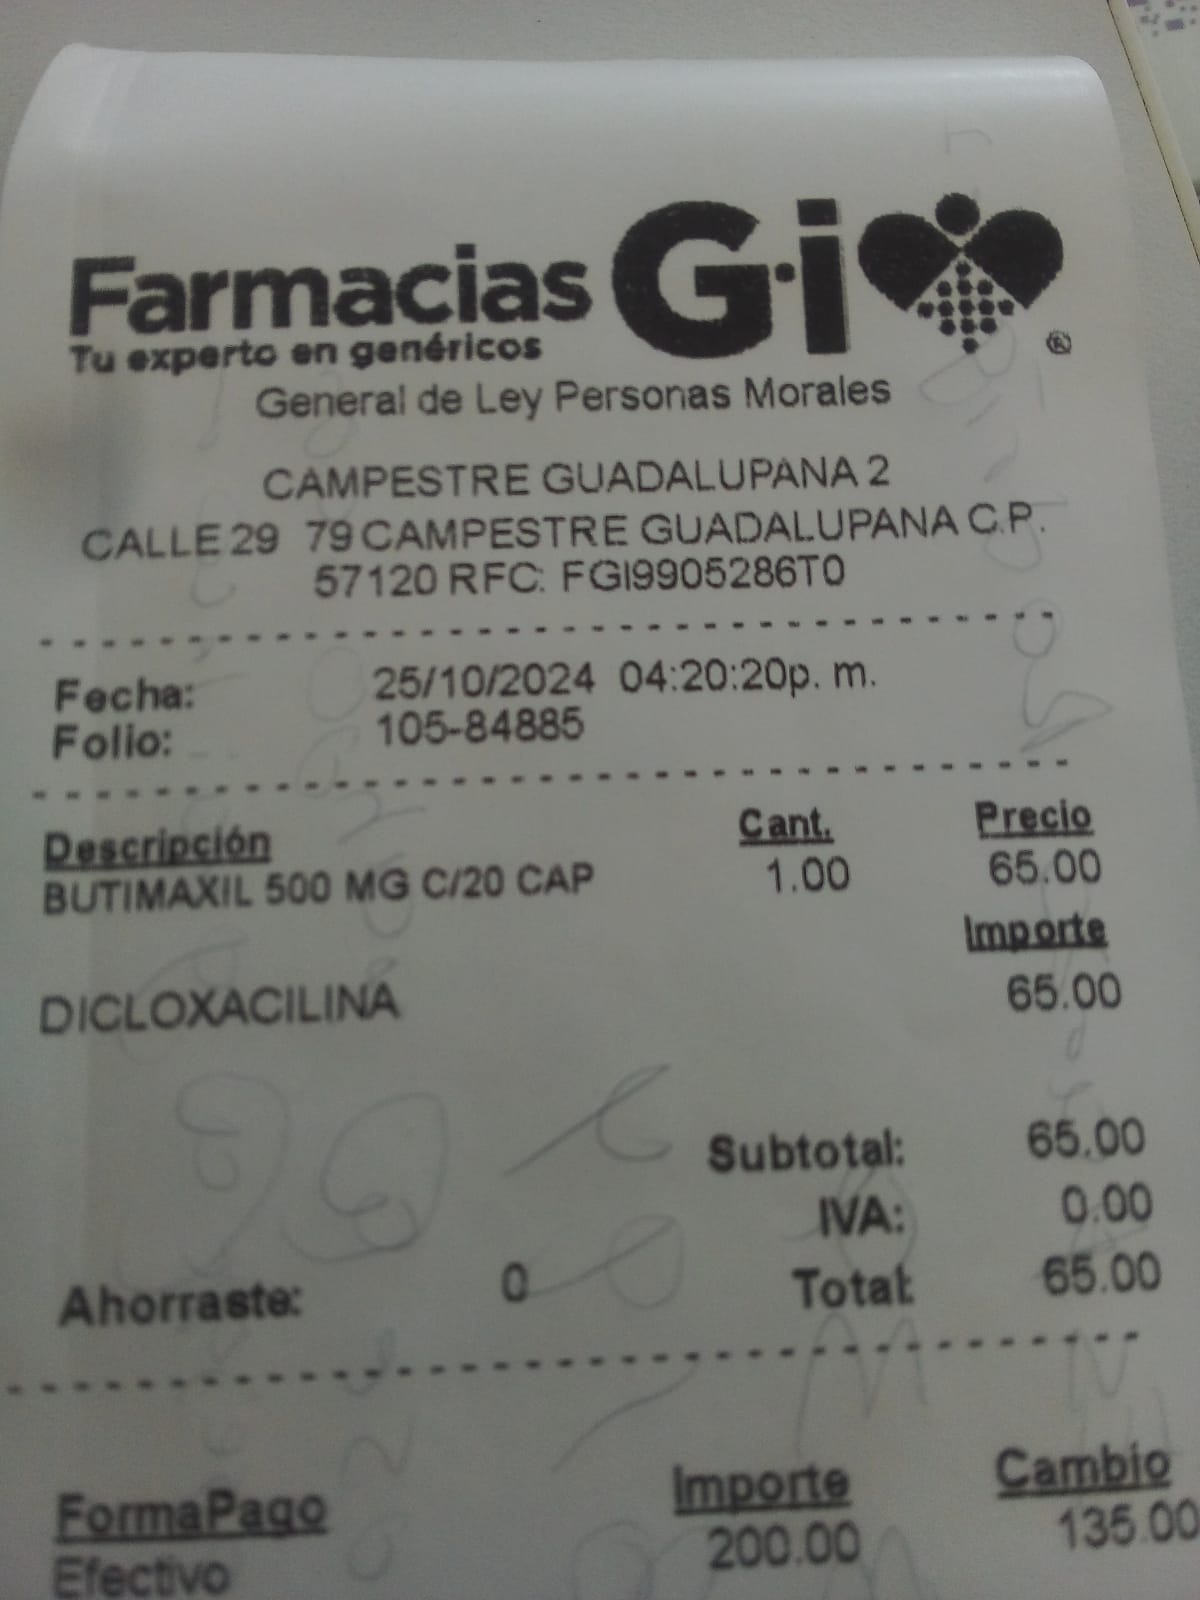 Farmacias G·i
Tu experto en genéricos
®
General de Ley Personas Morales
CAMPESTRE GUADALUPANA 2
CALLE 29 79 CAMPESTRE GUADALUPANA C.P.
57120 RFC: FGI9905286T0
Fecha: 25/10/2024 04:20:20p. m.
Folio: 105-84885
Descripción Cant. Precio
BUTIMAXIL 500 MG C/20 CAP 1.00 65.00
Importe
DICLOXACILINA 65.00
Subtotal: 65.00
IVA: 0.00
Ahorraste: 0 Total: 65.00
FormaPago Importe Cambio
Efectivo 200.00 135.00